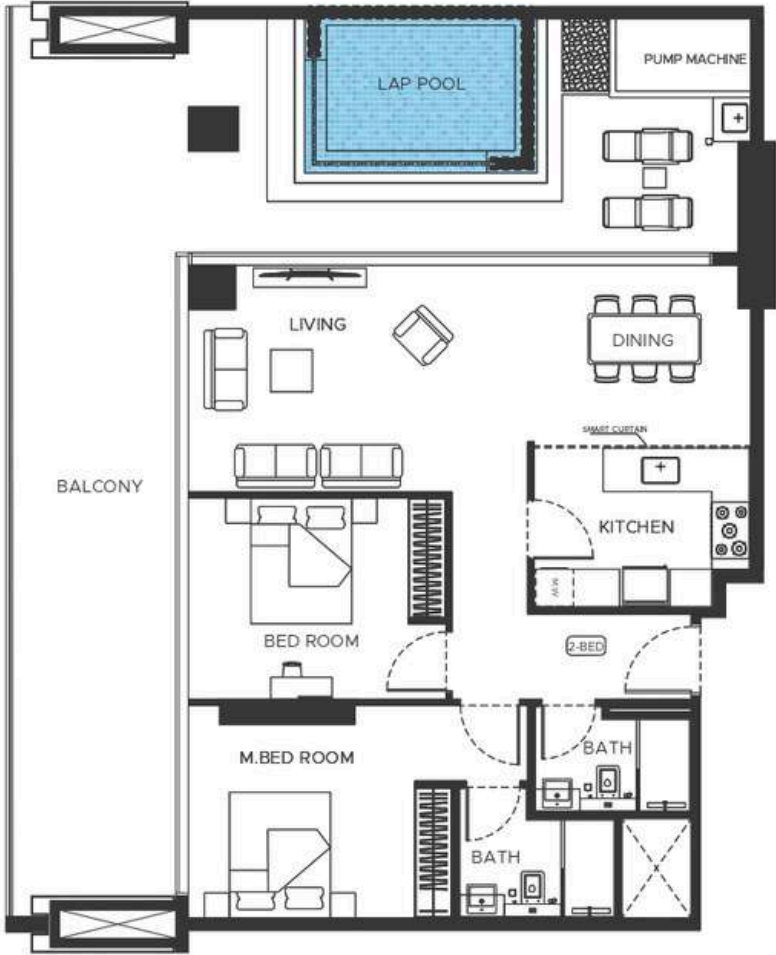 PUMP MACHINE
LAP POOL
LIVING
DINING
SMART CURTAIN
BALCONY
KITCHEN
M.W
BED ROOM
2-BED
BATH
M.BED ROOM
BATH